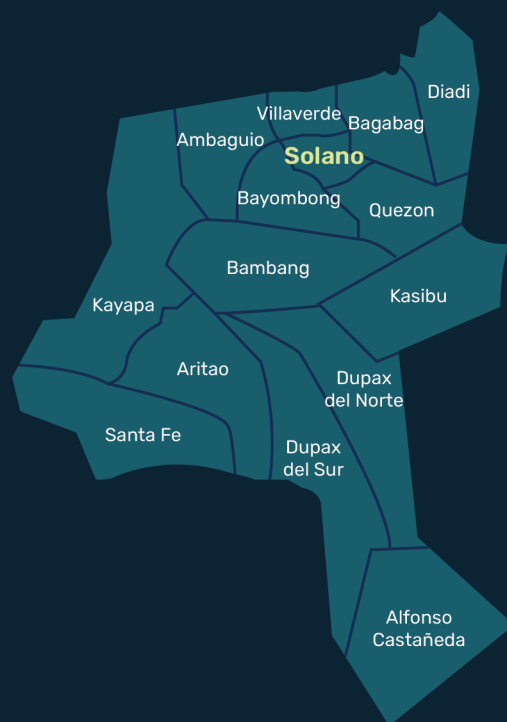 Diadi
Villaverde
Bagabag
Ambaguio
Solano
Bayombong
Quezon
Bambang
Kasibu
Kayapa
Aritao
Dupax
del Norte
Santa Fe
Dupax
del Sur
Alfonso
Castañeda